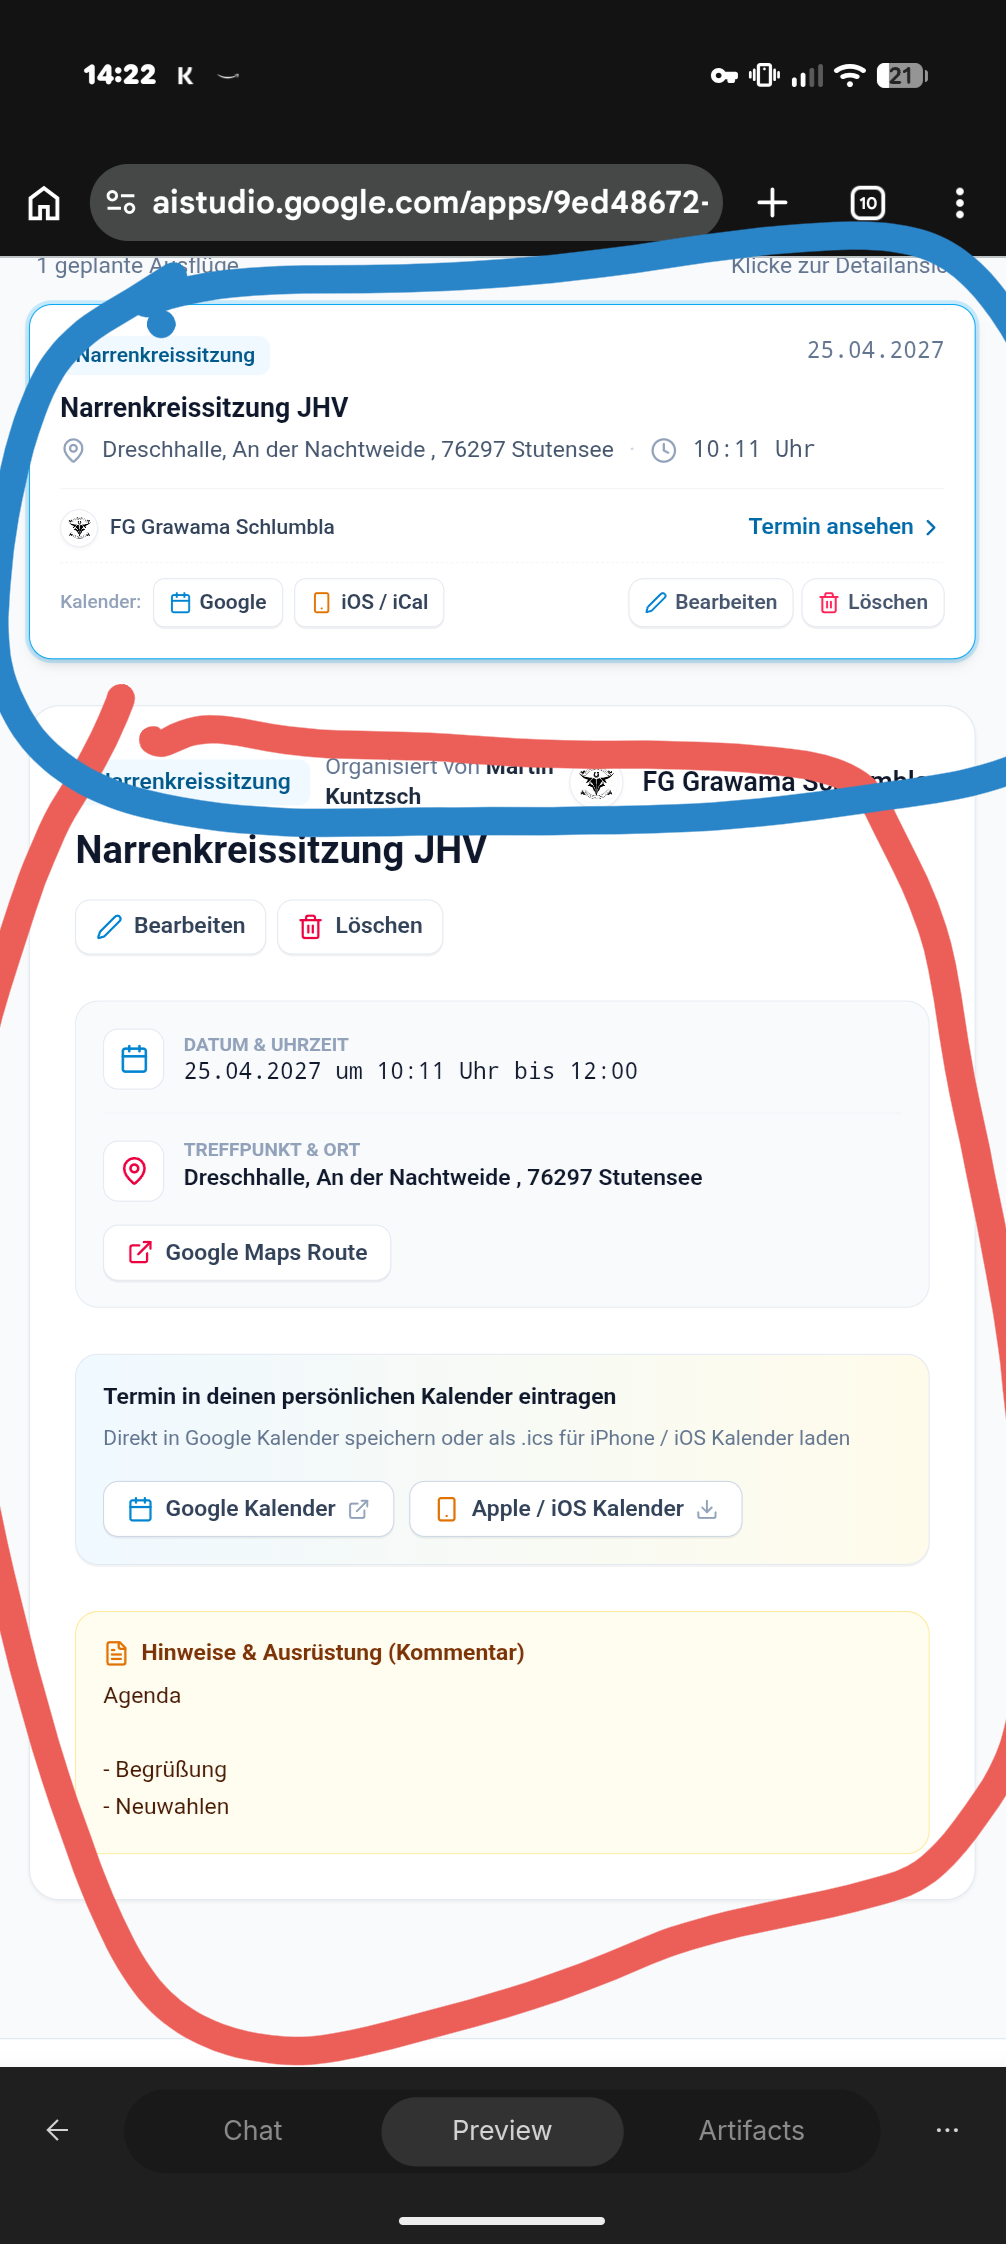 14:22 K 21
aistudio.google.com/apps/9ed48672-
10
1 geplante Ausflüge Klicke zur
Narrenkreissitzung 25.04.2027
Narrenkreissitzung JHV
Dreschhalle, An der Nachtweide , 76297 Stutensee · 10:11 Uhr
FG Grawama Schlumbla Termin ansehen
Kalender: Google iOS / iCal Bearbeiten Löschen
Narrenkreissitzung Organisiert von Martin Kuntzsch FG Grawama
Narrenkreissitzung JHV
Bearbeiten Löschen
DATUM & UHRZEIT
25.04.2027 um 10:11 Uhr bis 12:00
TREFFPUNKT & ORT
Dreschhalle, An der Nachtweide , 76297 Stutensee
Google Maps Route
Termin in deinen persönlichen Kalender eintragen
Direkt in Google Kalender speichern oder als .ics für iPhone / iOS Kalender laden
Google Kalender Apple / iOS Kalender
Hinweise & Ausrüstung (Kommentar)
Agenda
- Begrüßung
- Neuwahlen
Chat Preview Artifacts